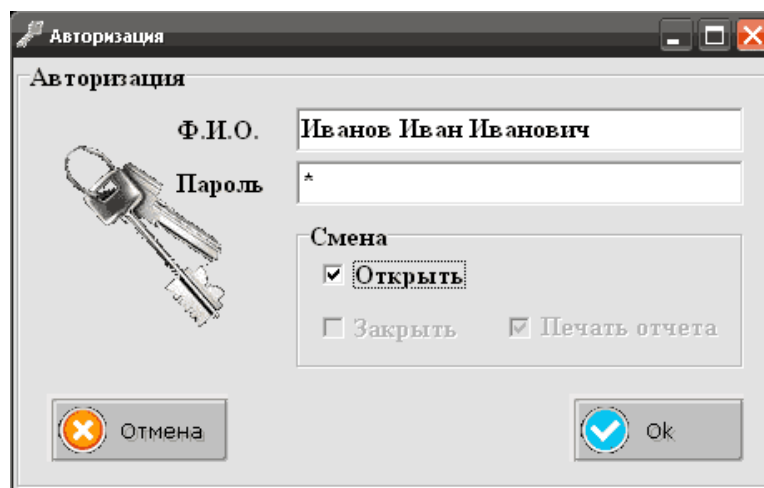 Авторизация
Авторизация
Ф.И.О. Иванов Иван Иванович
Пароль *
Смена
Открыть
Закрыть Печать отчета
Отмена Ok